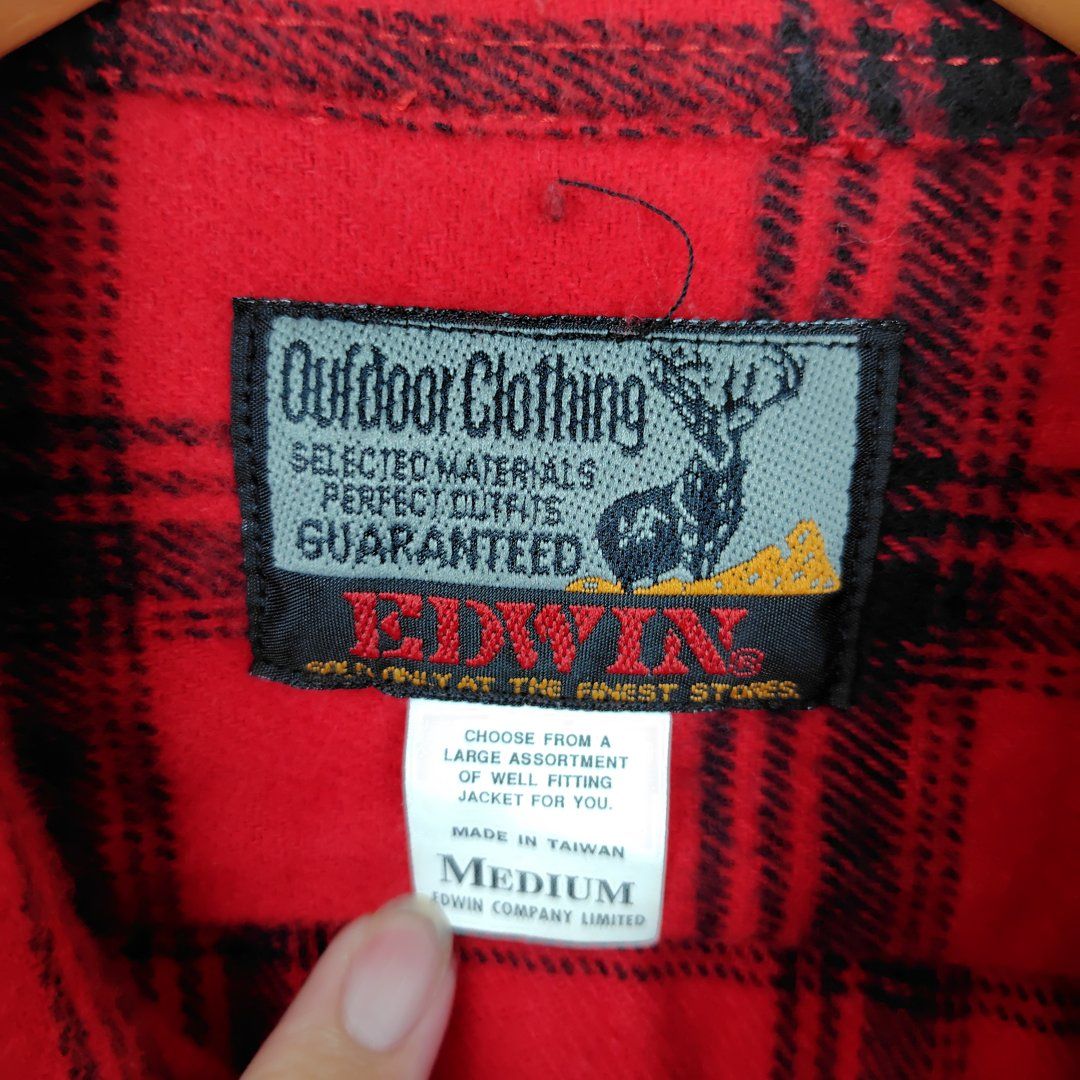 Outdoor Clothing
SELECTED MATERIALS
PERFECT OUTFITS
GUARANTEED
EDWIN®
SOLD ONLY AT THE FINEST STORES.
CHOOSE FROM A
LARGE ASSORTMENT
OF WELL FITTING
JACKET FOR YOU.
MADE IN TAIWAN
MEDIUM
EDWIN COMPANY LIMITED